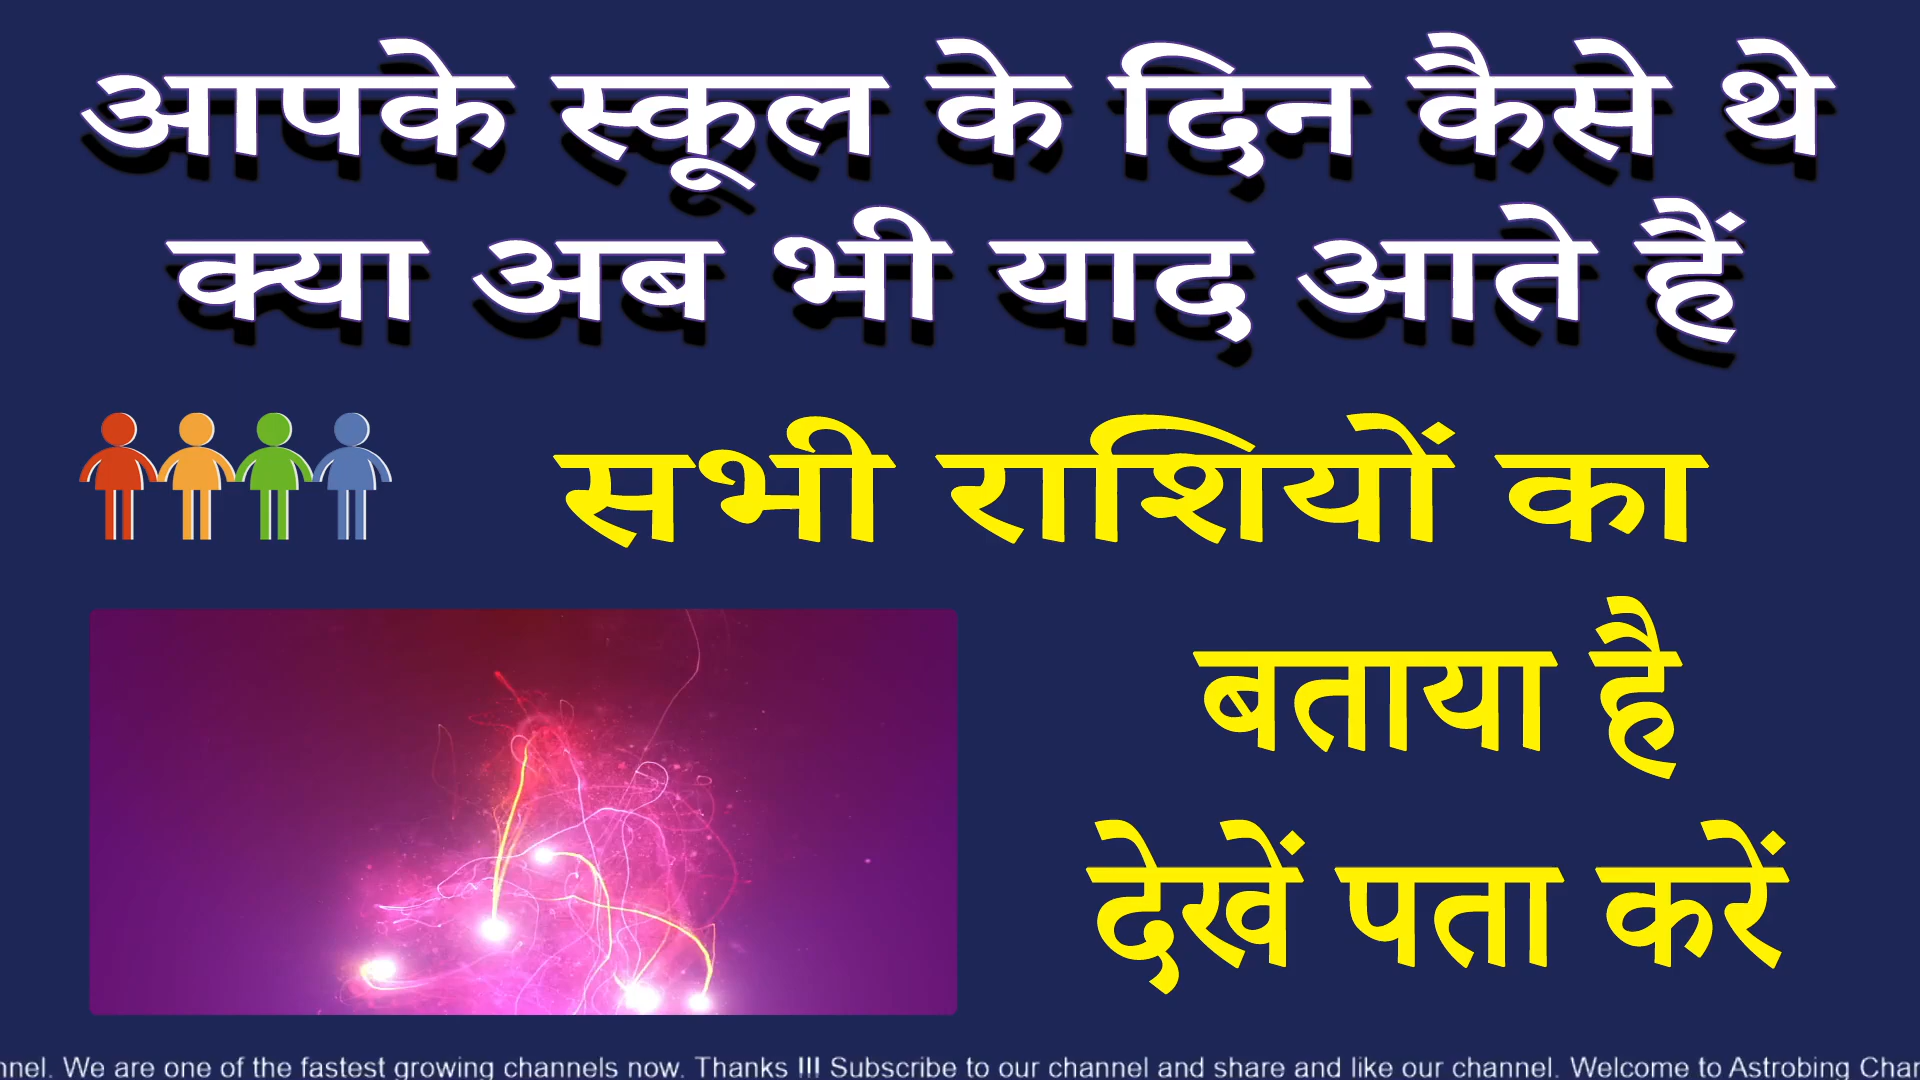 आपके स्कूल के दिन कैसे थे
क्या अब भी याद आते हैं
सभी राशियों का
बताया है
देखें पता करें
nnel. We are one of the fastest growing channels now. Thanks !!! Subscribe to our channel and share and like our channel. Welcome to Astrobing Chan